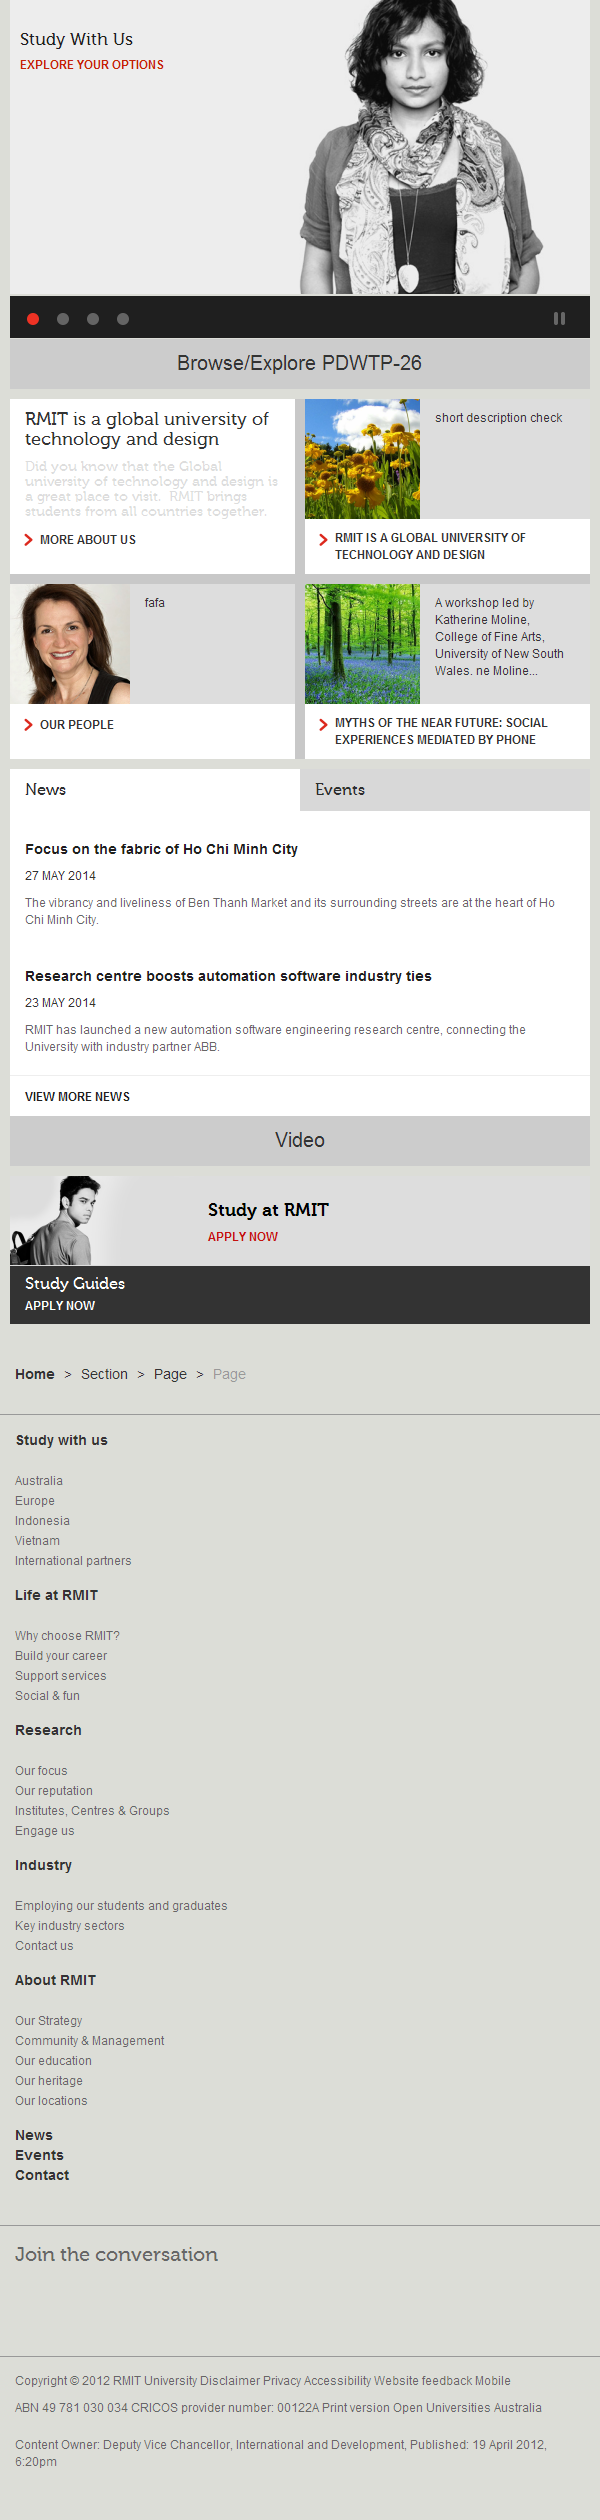 Study With Us
EXPLORE YOUR OPTIONS
Browse/Explore PDWTP-26
RMIT is a global university of
technology and design
Did you know that the Global
university of technology and design is
a great place to visit. RMIT brings
students from all countries together.
MORE ABOUT US
short description check
RMIT IS A GLOBAL UNIVERSITY OF
TECHNOLOGY AND DESIGN
fafa
OUR PEOPLE
A workshop led by
Katherine Moline,
College of Fine Arts,
University of New South
Wales. ne Moline...
MYTHS OF THE NEAR FUTURE: SOCIAL
EXPERIENCES MEDIATED BY PHONE
News
Events
Focus on the fabric of Ho Chi Minh City
27 MAY 2014
The vibrancy and liveliness of Ben Thanh Market and its surrounding streets are at the heart of Ho
Chi Minh City.
Research centre boosts automation software industry ties
23 MAY 2014
RMIT has launched a new automation software engineering research centre, connecting the
University with industry partner ABB.
VIEW MORE NEWS
Video
Study at RMIT
APPLY NOW
Study Guides
APPLY NOW
Home > Section > Page > Page
Study with us
Australia
Europe
Indonesia
Vietnam
International partners
Life at RMIT
Why choose RMIT?
Build your career
Support services
Social & fun
Research
Our focus
Our reputation
Institutes, Centres & Groups
Engage us
Industry
Employing our students and graduates
Key industry sectors
Contact us
About RMIT
Our Strategy
Community & Management
Our education
Our heritage
Our locations
News
Events
Contact
Join the conversation
Copyright © 2012 RMIT University Disclaimer Privacy Accessibility Website feedback Mobile
ABN 49 781 030 034 CRICOS provider number: 00122A Print version Open Universities Australia
Content Owner: Deputy Vice Chancellor, International and Development, Published: 19 April 2012,
6:20pm